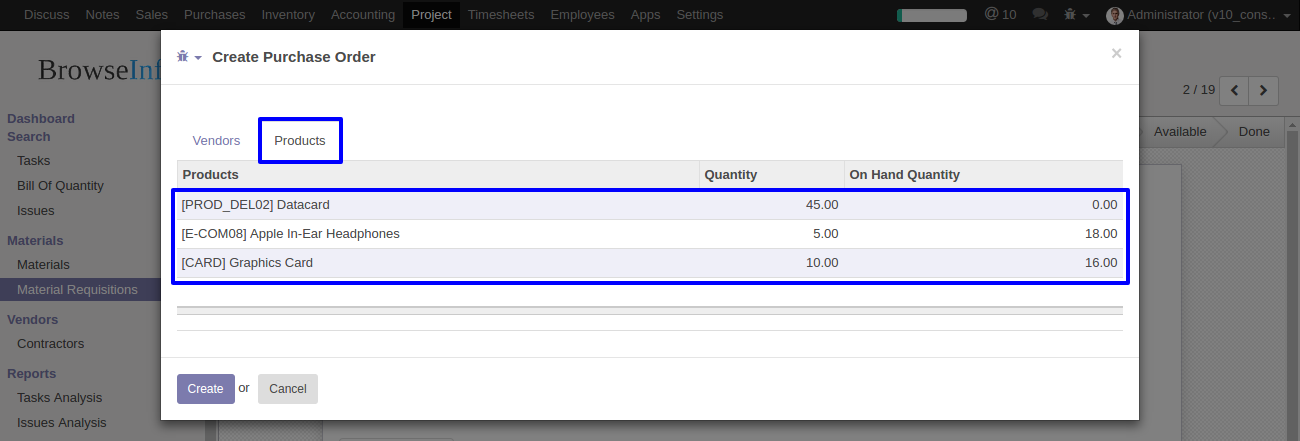 Discuss Notes Sales Purchases Inventory Accounting Project Timesheets Employees Apps Settings @ 10 Administrator (v10_cons...
Create Purchase Order ×
BrowseInf
2 / 19
Dashboard
Search
Tasks
Bill Of Quantity
Issues
Materials
Materials
Material Requisitions
Vendors
Contractors
Reports
Tasks Analysis
Issues Analysis
Available Done
Vendors Products
Products Quantity On Hand Quantity
[PROD_DEL02] Datacard 45.00 0.00
[E-COM08] Apple In-Ear Headphones 5.00 18.00
[CARD] Graphics Card 10.00 16.00
Create or Cancel